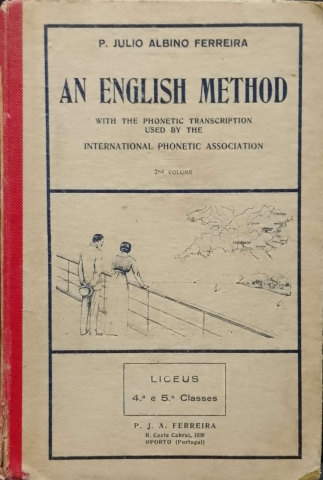 P. JULIO ALBINO FERREIRA
AN ENGLISH METHOD
WITH THE PHONETIC TRANSCRIPTION
USED BY THE
INTERNATIONAL PHONETIC ASSOCIATION
2nd VOLUME
LICEUS
4.ª e 5.ª Classes
P. J. A. FERREIRA
R. Costa Cabral, 1030
OPORTO (Portugal)